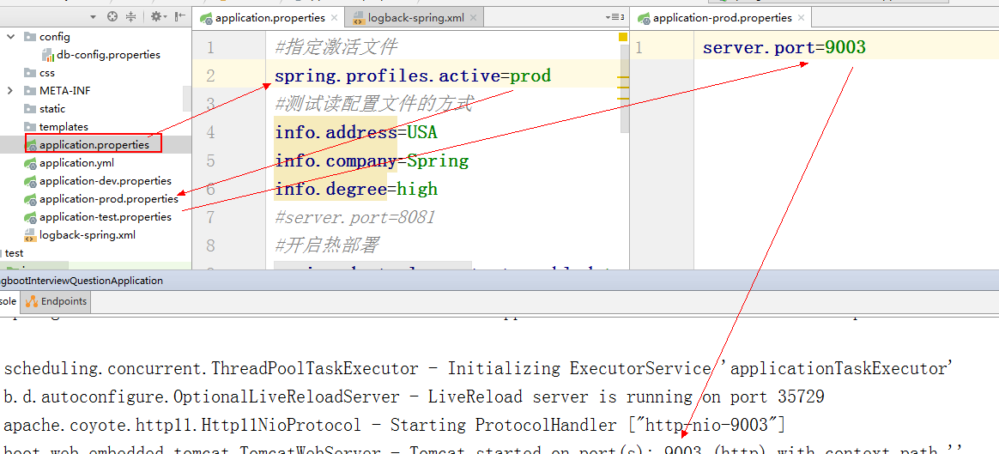 config
db-config.properties
css
META-INF
static
templates
application.properties
application.yml
application-dev.properties
application-prod.properties
application-test.properties
logback-spring.xml
test
application.properties
logback-spring.xml
1 #指定激活文件
2 spring.profiles.active=prod
3 #测试读配置文件的方式
4 info.address=USA
5 info.company=Spring
6 info.degree=high
7 #server.port=8081
8 #开启热部署
3
application-prod.properties
1 server.port=9003
ngbootInterviewQuestionApplication
sole
Endpoints
scheduling.concurrent.ThreadPoolTaskExecutor - Initializing ExecutorService 'applicationTaskExecutor'
b.d.autoconfigure.OptionalLiveReloadServer - LiveReload server is running on port 35729
apache.coyote.http11.Http11NioProtocol - Starting ProtocolHandler ["http-nio-9003"]
boot.web.embedded.tomcat.TomcatWebServer - Tomcat started on port(s): 9003 (http) with context path ''